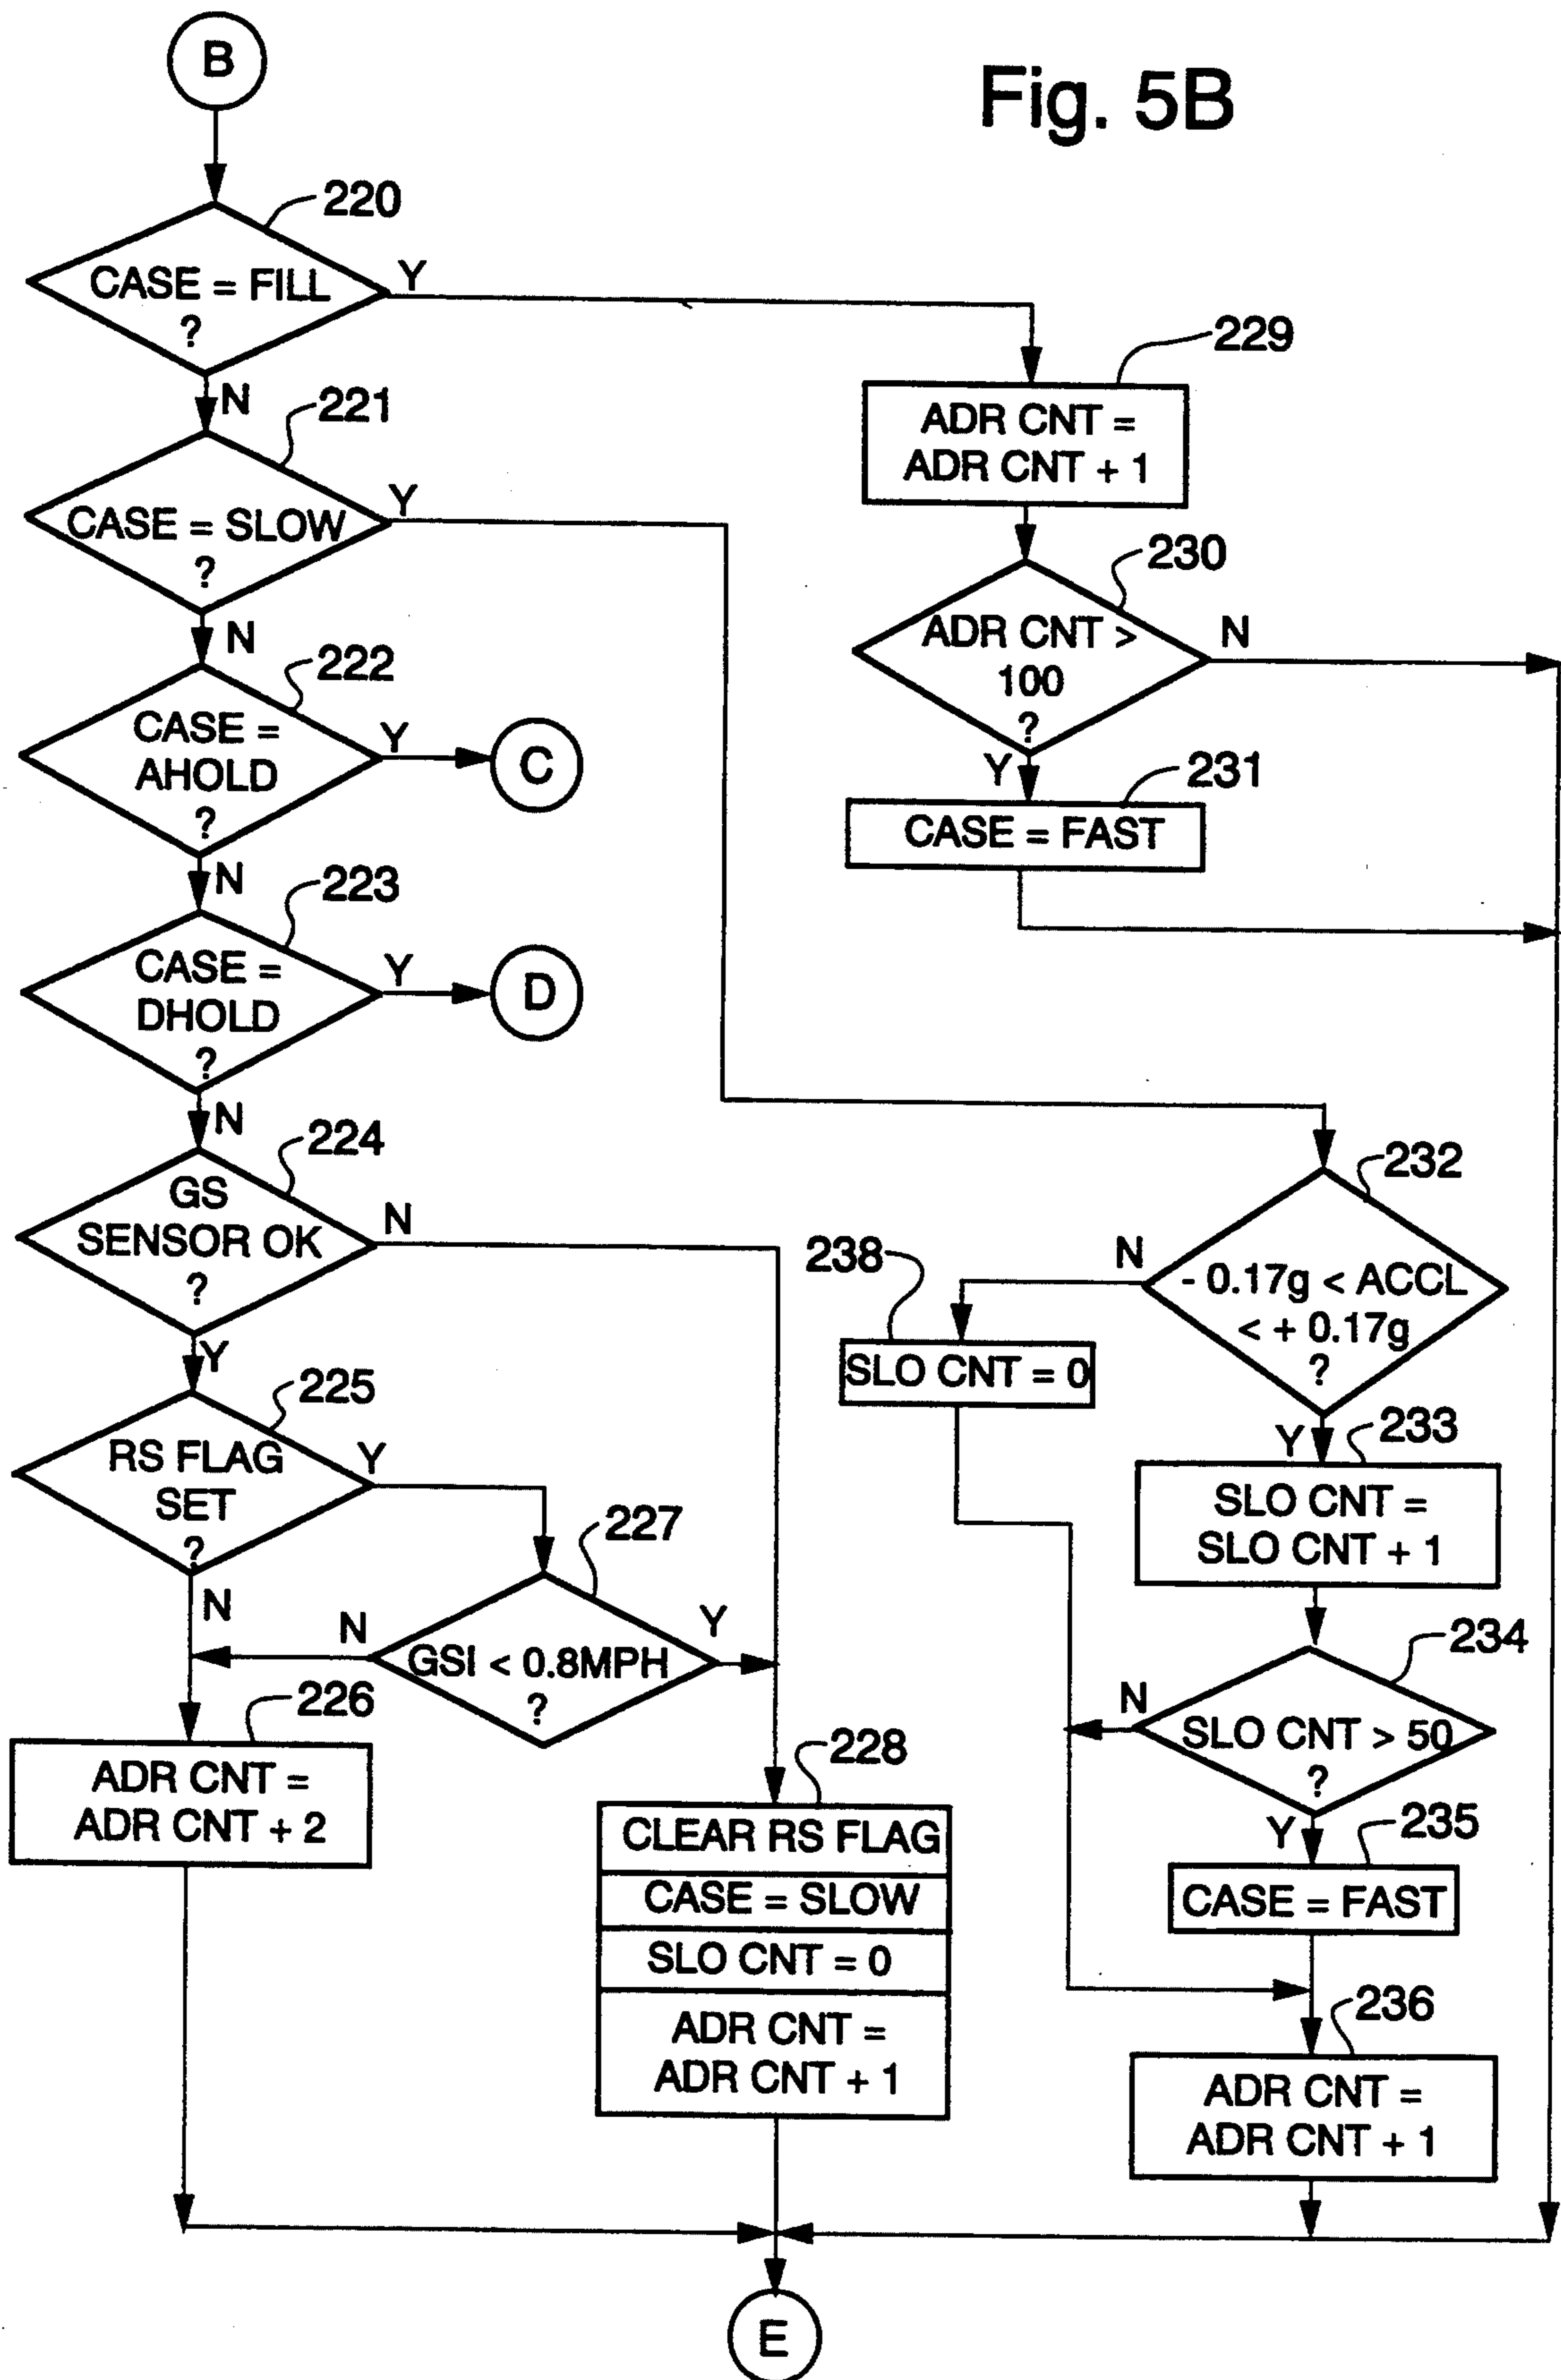 B
Fig. 5B
220
CASE = FILL
?
Y
N
229
ADR CNT =
ADR CNT + 1
221
CASE = SLOW
?
Y
N
230
ADR CNT >
100
?
N
Y
222
CASE =
AHOLD
?
Y
C
N
231
CASE = FAST
223
CASE =
DHOLD
?
Y
D
N
224
GS
SENSOR OK
?
N
Y
232
- 0.17g < ACCL
< + 0.17g
?
N
Y
238
SLO CNT = 0
225
RS FLAG
SET
?
Y
N
233
SLO CNT =
SLO CNT + 1
227
GSI < 0.8MPH
?
N
Y
234
SLO CNT > 50
?
N
Y
226
ADR CNT =
ADR CNT + 2
228
CLEAR RS FLAG
CASE = SLOW
SLO CNT = 0
ADR CNT =
ADR CNT + 1
235
CASE = FAST
236
ADR CNT =
ADR CNT + 1
E